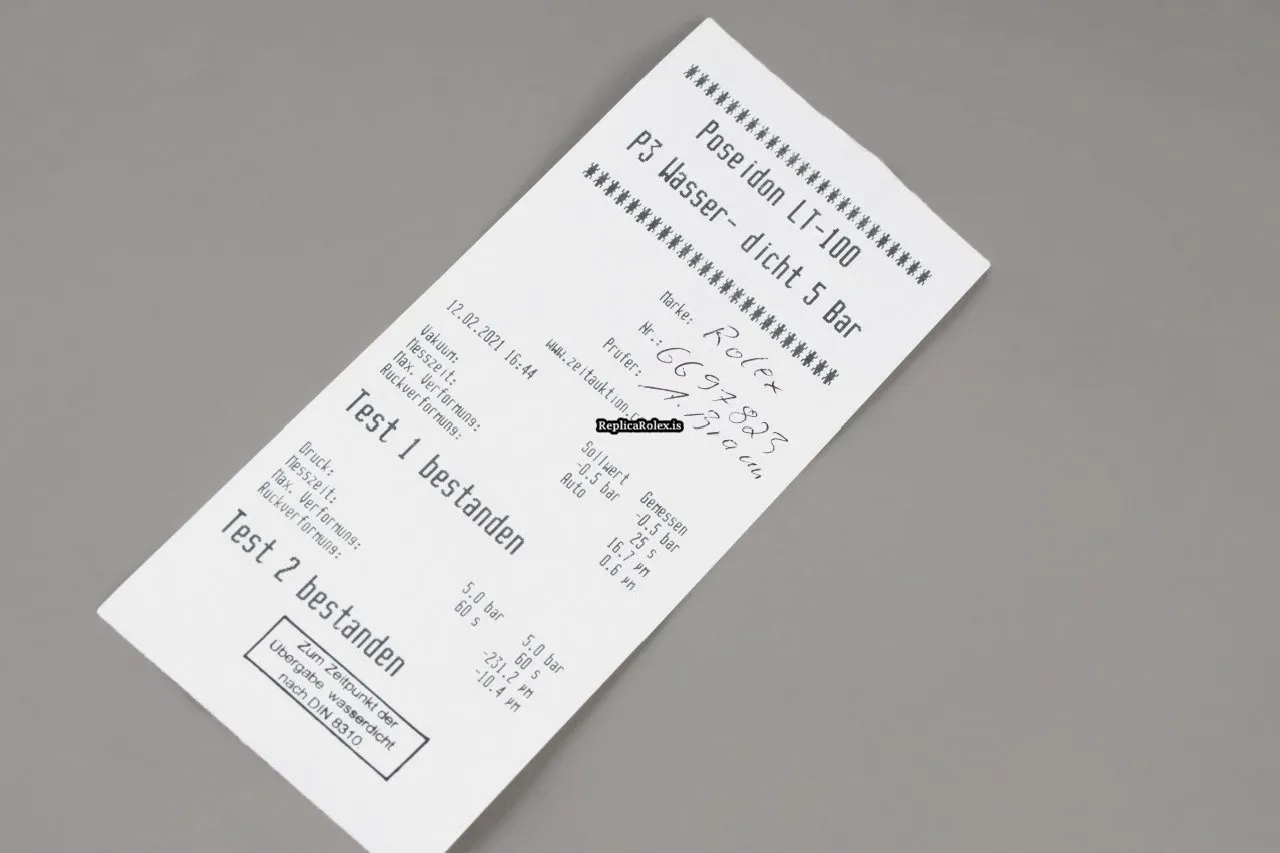 ************************
Poseidon LT-100
P3 Wasser- dicht 5 Bar
************************
Marke: Rolex
Nr.: 6697823
Prufer: A. Braun
www.zeitauktion.c
ReplicaRolex.is
12.02.2021 16:44
Sollwert Gemessen
Vakuum: -0.5 bar -0.5 bar
Messzeit: Auto 25 s
Max. Verformung: 16.7 µm
Ruckverformung: 0.6 µm
Test 1 bestanden
Druck: 5.0 bar 5.0 bar
Messzeit: 60 s 60 s
Max. Verformung: -231.2 µm
Ruckverformung: -10.4 µm
Test 2 bestanden
Zum Zeitpunkt der
Übergabe wasserdicht
nach DIN 8310